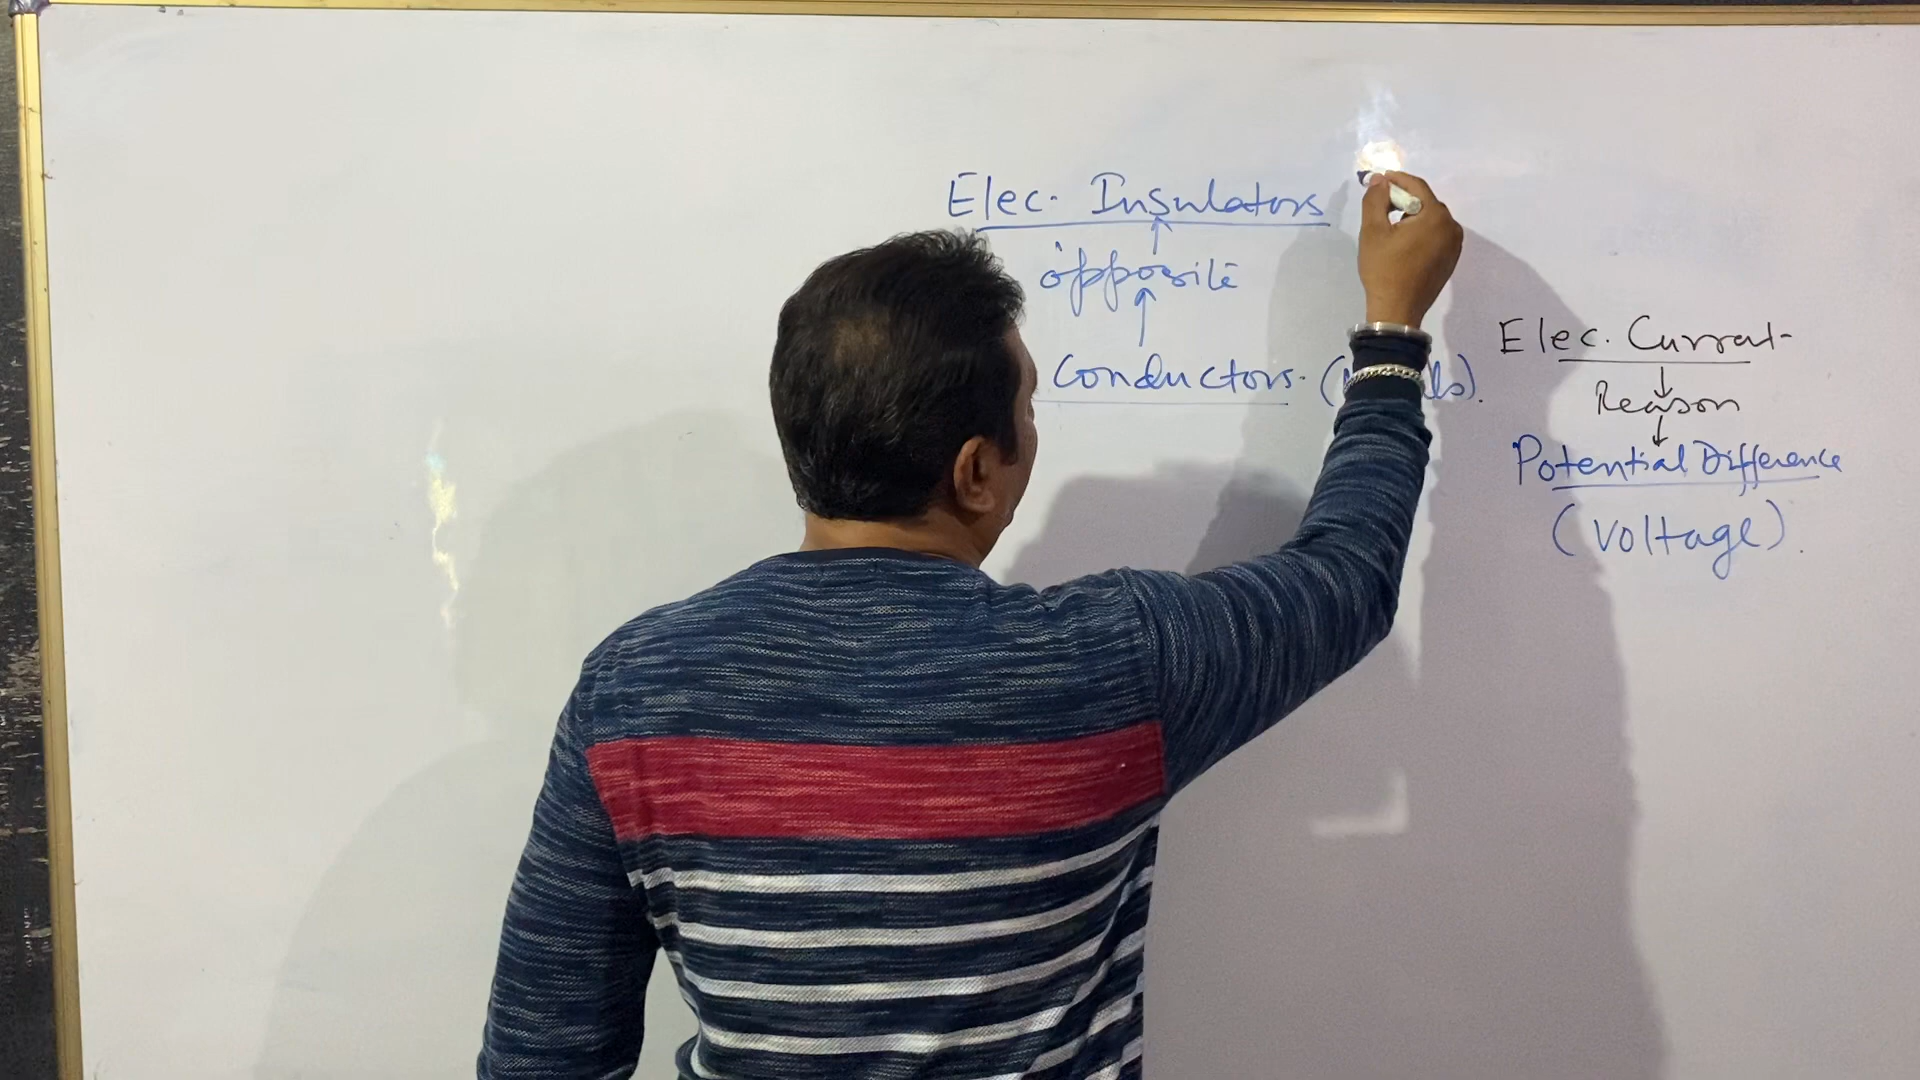 Elec. Insulators
opposite
Conductors.
Elec. Current
Reason
Potential Difference
(Voltage).